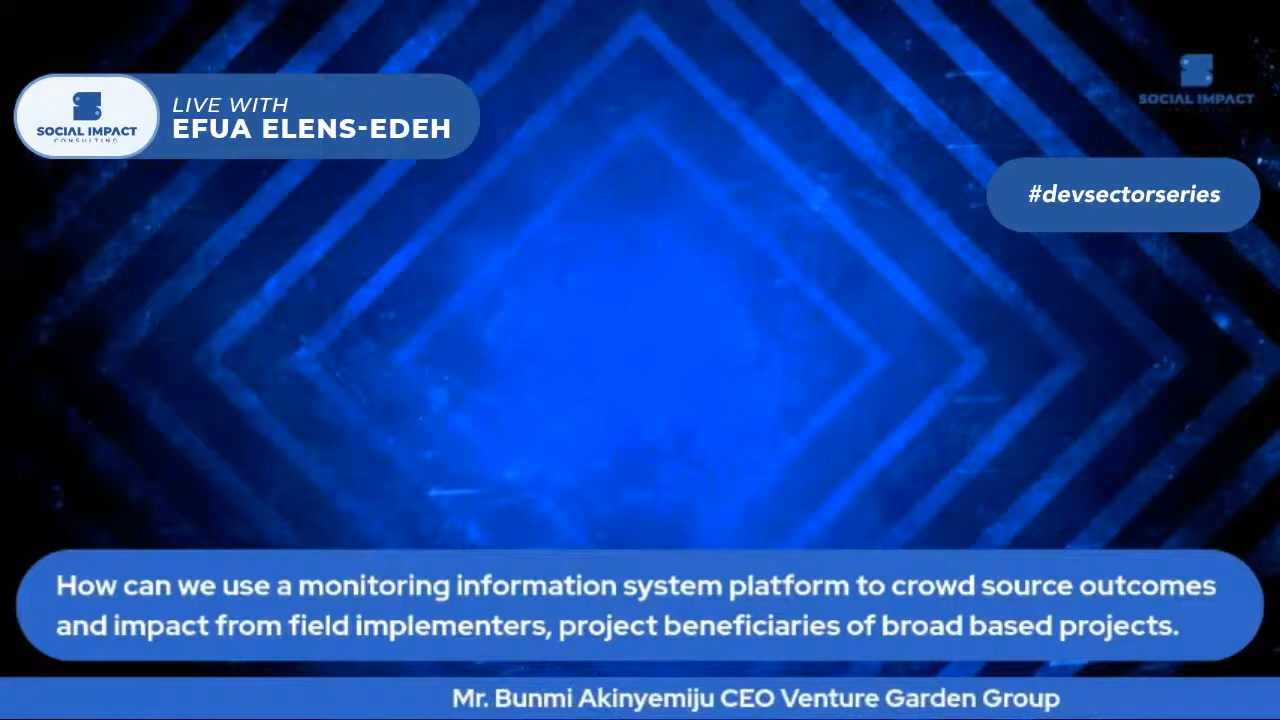 LIVE WITH
EFUA ELENS-EDEH
SOCIAL IMPACT
CONSULTING
SOCIAL IMPACT
#devsectorseries
How can we use a monitoring information system platform to crowd source outcomes
and impact from field implementers, project beneficiaries of broad based projects.
Mr. Bunmi Akinyemiju CEO Venture Garden Group